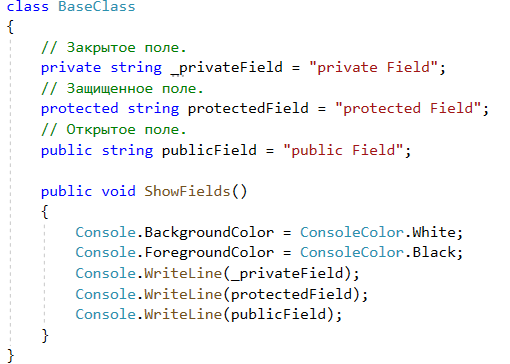 class BaseClass
{
    // Закрытое поле.
    private string _privateField = "private Field";
    // Защищенное поле.
    protected string protectedField = "protected Field";
    // Открытое поле.
    public string publicField = "public Field";

    public void ShowFields()
    {
        Console.BackgroundColor = ConsoleColor.White;
        Console.ForegroundColor = ConsoleColor.Black;
        Console.WriteLine(_privateField);
        Console.WriteLine(protectedField);
        Console.WriteLine(publicField);
    }
}